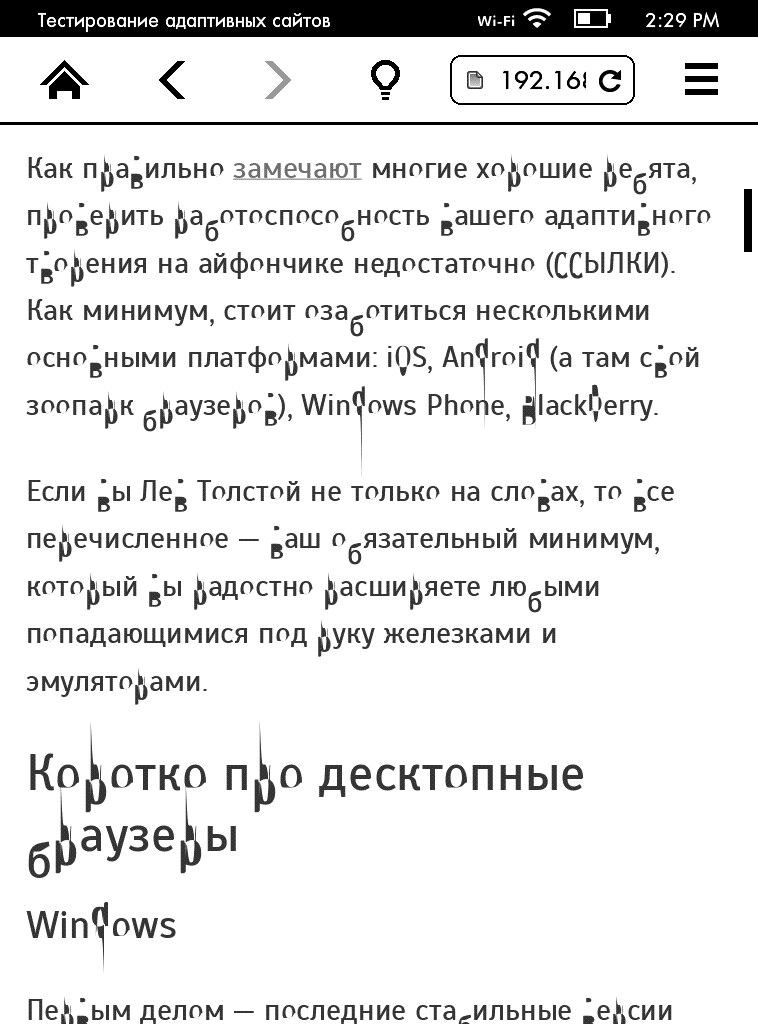 Тестирование адаптивных сайтов Wi-Fi 2:29 PM
192.168
Как правильно замечают многие хорошие ребята,
проверить работоспособность вашего адаптивного
творения на айфончике недостаточно (ССЫЛКИ).
Как минимум, стоит озаботиться несколькими
основными платформами: iOS, Android (а там свой
зоопарк браузеров), Windows Phone, Blackberry.
Если вы Лев Толстой не только на словах, то все
перечисленное — ваш обязательный минимум,
который вы радостно расширяете любыми
попадающимися под руку железками и
эмуляторами.
Коротко про десктопные
браузеры
Windows
Первым делом — последние стабильные версии